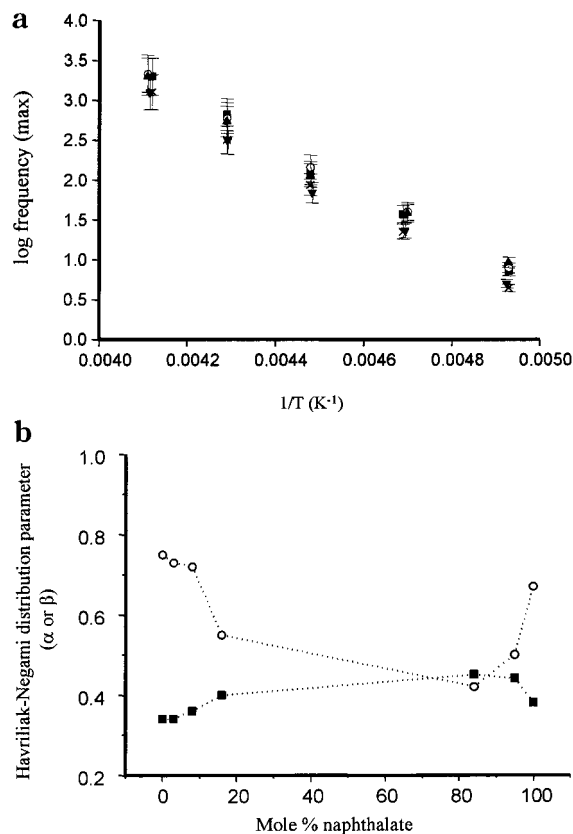 a
log frequency (max)
4.0
3.5
3.0
2.5
2.0
1.5
1.0
0.5
0.0
0.0040 0.0042 0.0044 0.0046 0.0048 0.0050
1/T (K⁻¹)
b
Havriliak-Negami distribution parameter
(α or β)
1.0
0.8
0.6
0.4
0.2
0 20 40 60 80 100
Mole % naphthalate